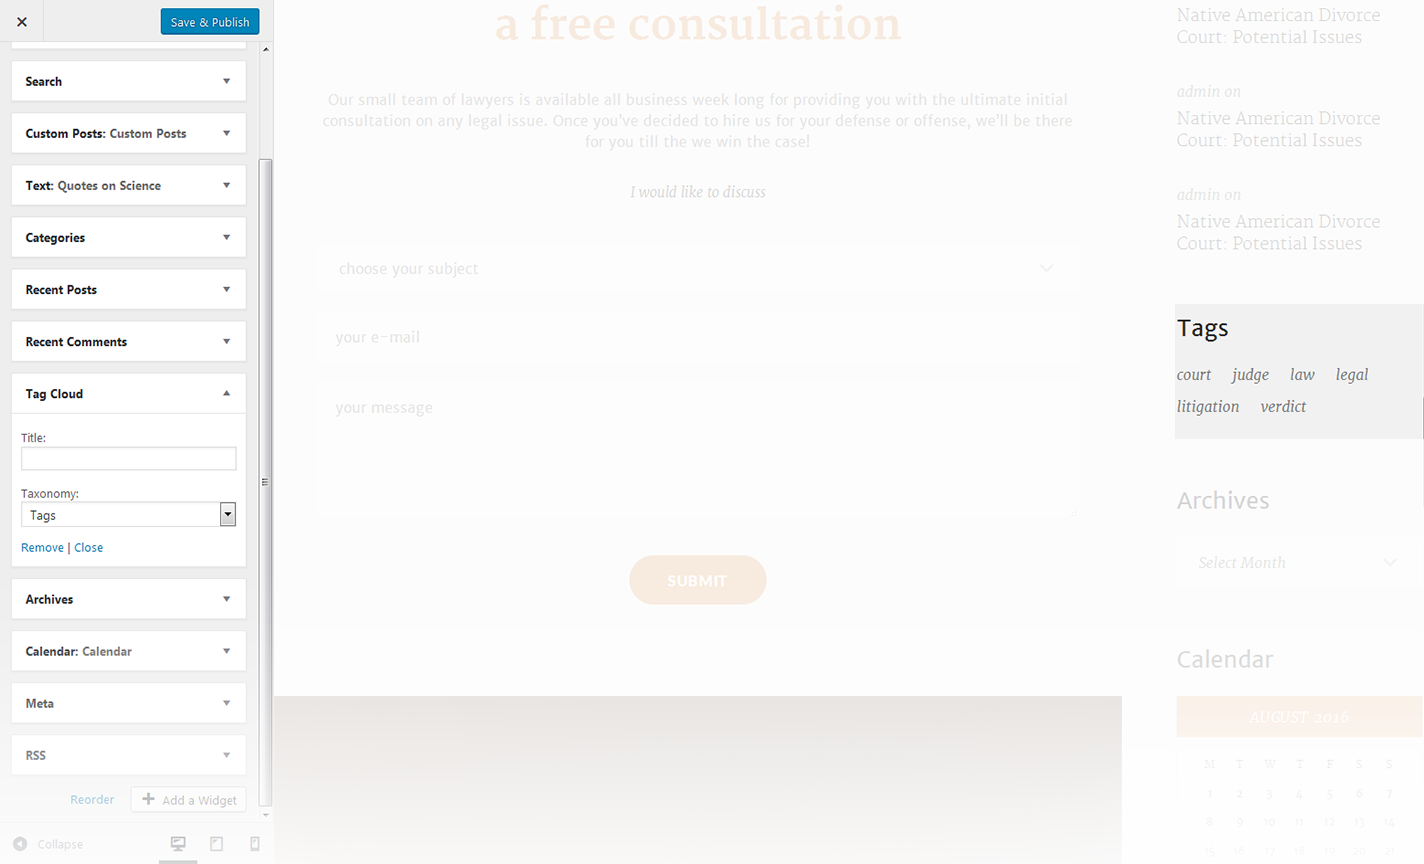 Save & Publish
Search
Custom Posts: Custom Posts
Text: Quotes on Science
Categories
Recent Posts
Recent Comments
Tag Cloud
Title:
Taxonomy:
Tags
Remove | Close
Archives
Calendar: Calendar
Meta
RSS
Reorder
Add a Widget
Collapse
a free consultation
Our small team of lawyers is available all business week long for providing you with the ultimate initial
consultation on any legal issue. Once you've decided to hire us for your defense or offense, we'll be there
for you till the we win the case!
I would like to discuss
choose your subject
your e-mail
your message
SUBMIT
Native American Divorce
Court: Potential Issues
admin on
Native American Divorce
Court: Potential Issues
admin on
Native American Divorce
Court: Potential Issues
Tags
court judge law legal
litigation verdict
Archives
Select Month
Calendar
AUGUST 2016
M T W T F S S
1 2 3 4 5 6 7
8 9 10 11 12 13 14
15 16 17 18 19 20 21